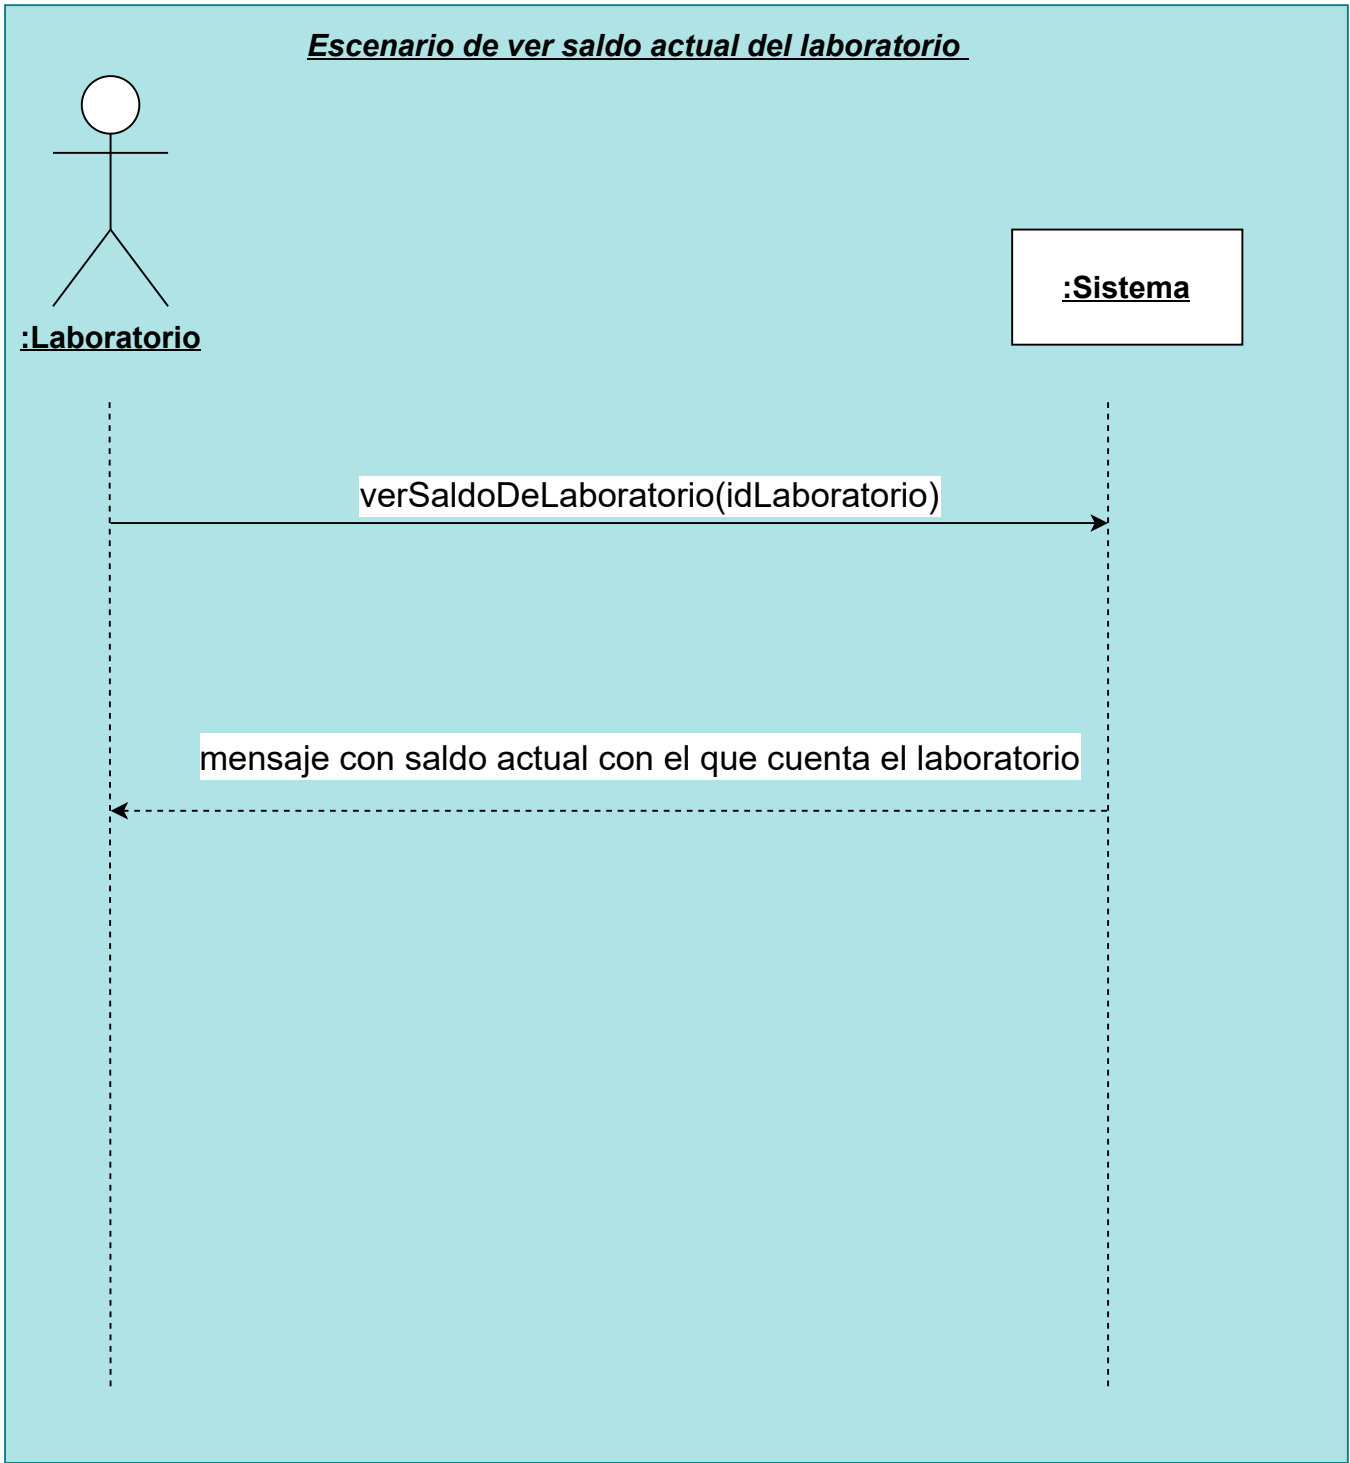 Escenario de ver saldo actual del laboratorio
:Sistema
:Laboratorio
verSaldoDeLaboratorio(idLaboratorio)
mensaje con saldo actual con el que cuenta el laboratorio